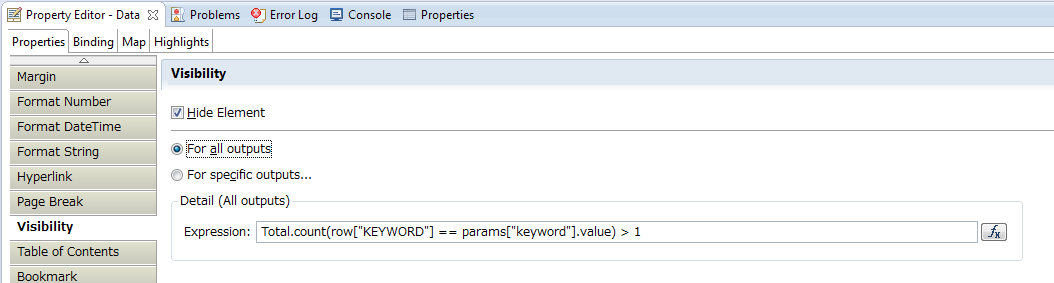 Property Editor - Data Problems Error Log Console Properties
Properties Binding Map Highlights
Margin
Format Number
Format DateTime
Format String
Hyperlink
Page Break
Visibility
Table of Contents
Bookmark
Visibility
Hide Element
For all outputs
For specific outputs...
Detail (All outputs)
Expression: Total.count(row["KEYWORD"] == params["keyword"].value) > 1 fx